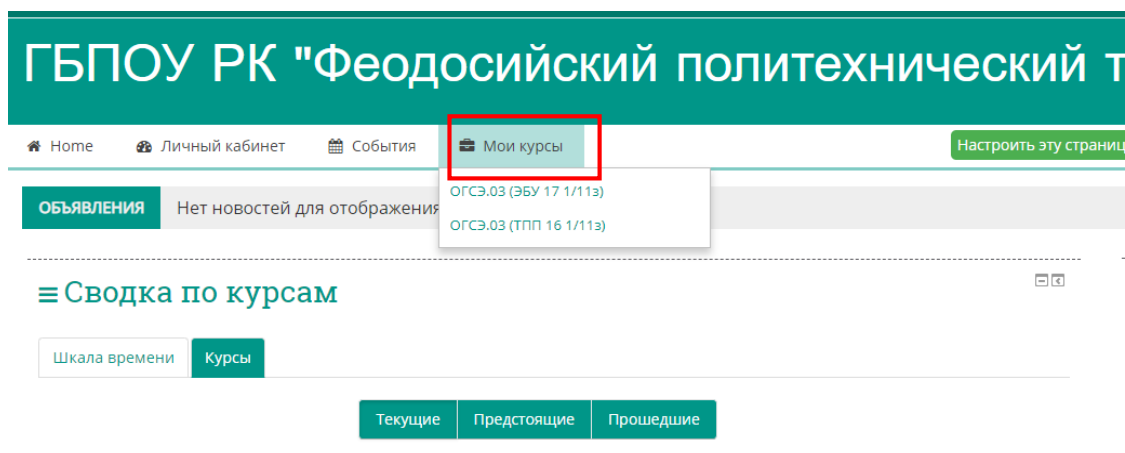 ГБПОУ РК "Феодосийский политехнический т
Home Личный кабинет События Мои курсы Настроить эту страниц
ОГСЭ.03 (ЭБУ 17 1/11з)
ОБЪЯВЛЕНИЯ Нет новостей для отображения
ОГСЭ.03 (ТПП 16 1/11з)
Сводка по курсам
Шкала времени Курсы
Текущие Предстоящие Прошедшие